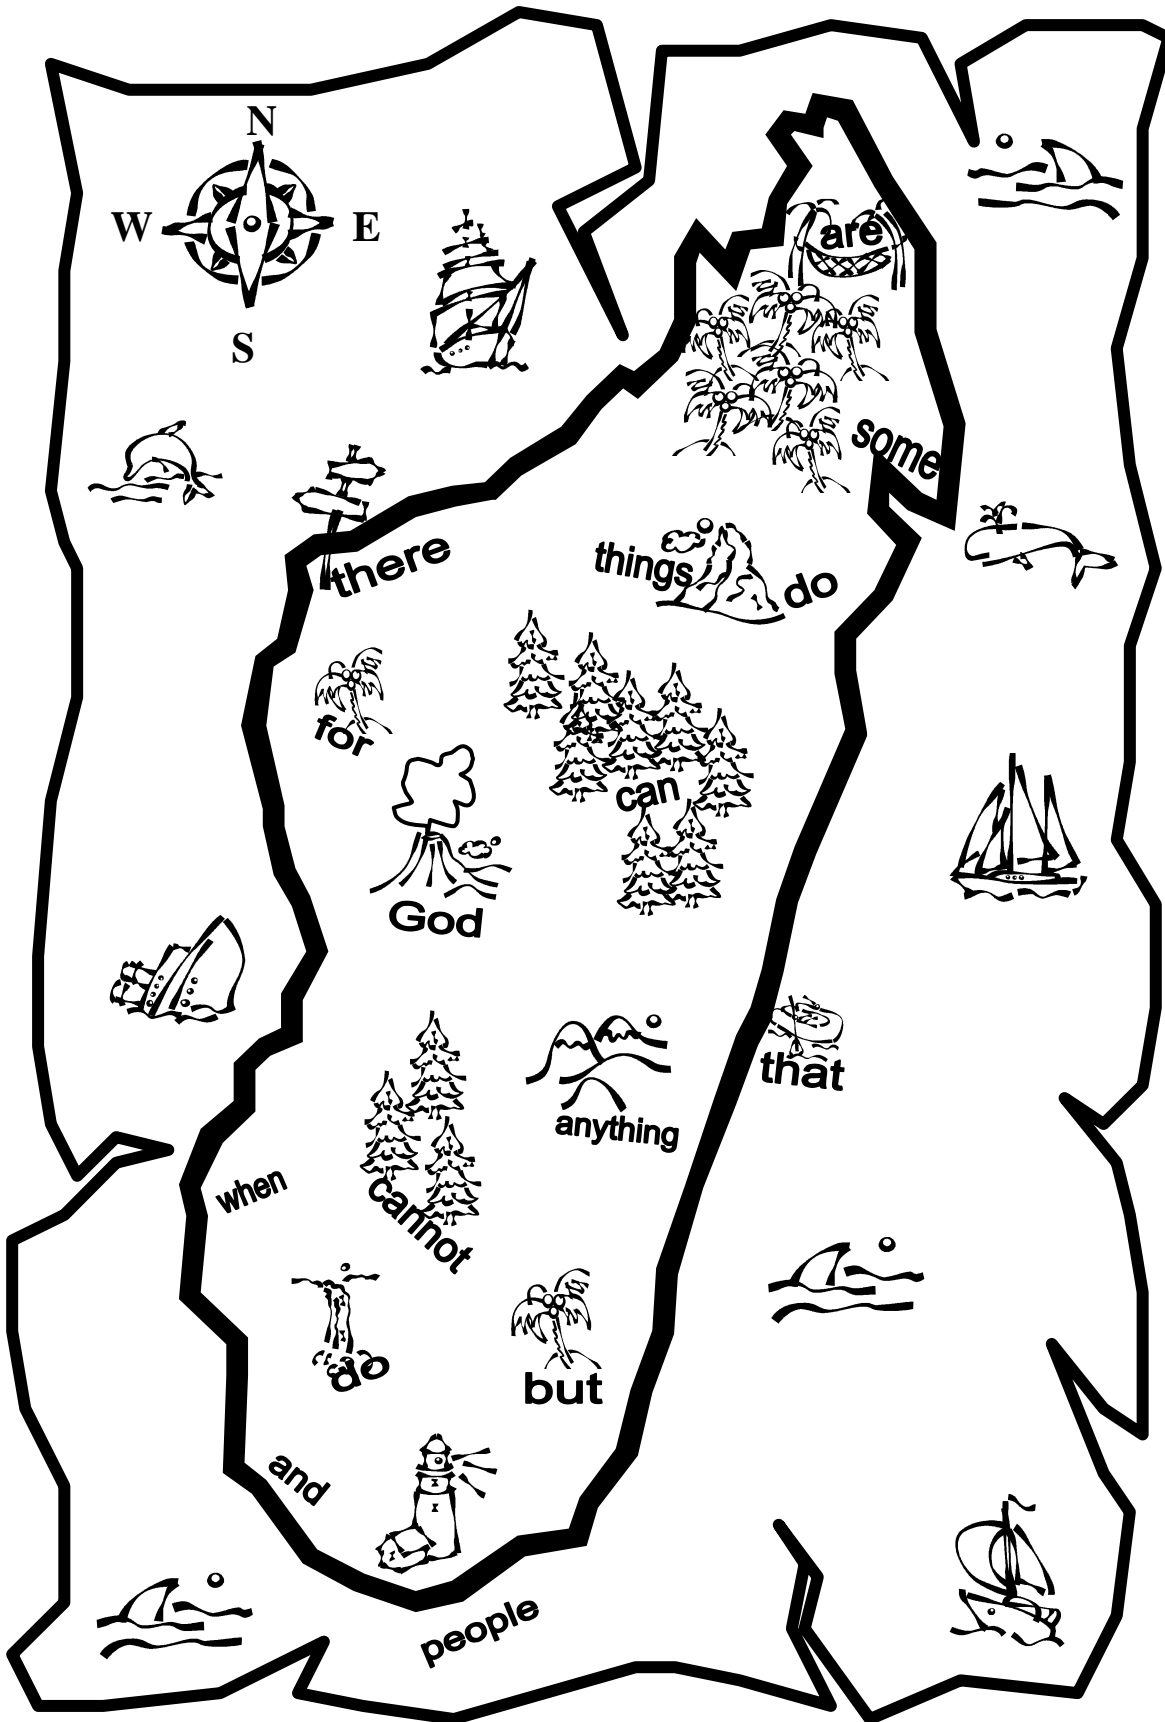 N
W
E
S
are
some
there
things
do
for
can
God
that
anything
when
cannot
do
but
and
people